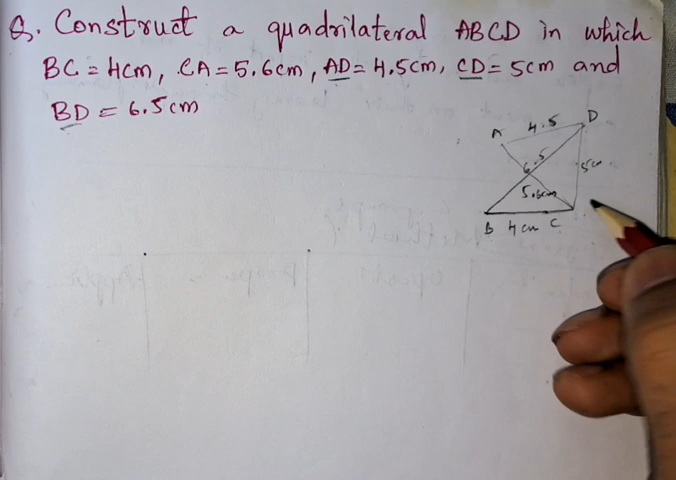 Q. Construct a quadrilateral ABCD in which
BC = 4cm, CA = 5.6cm, AD = 4.5cm, CD = 5cm and
BD = 6.5cm
A 4.5 D
6.5 5cm
5.6cm
B 4cm C